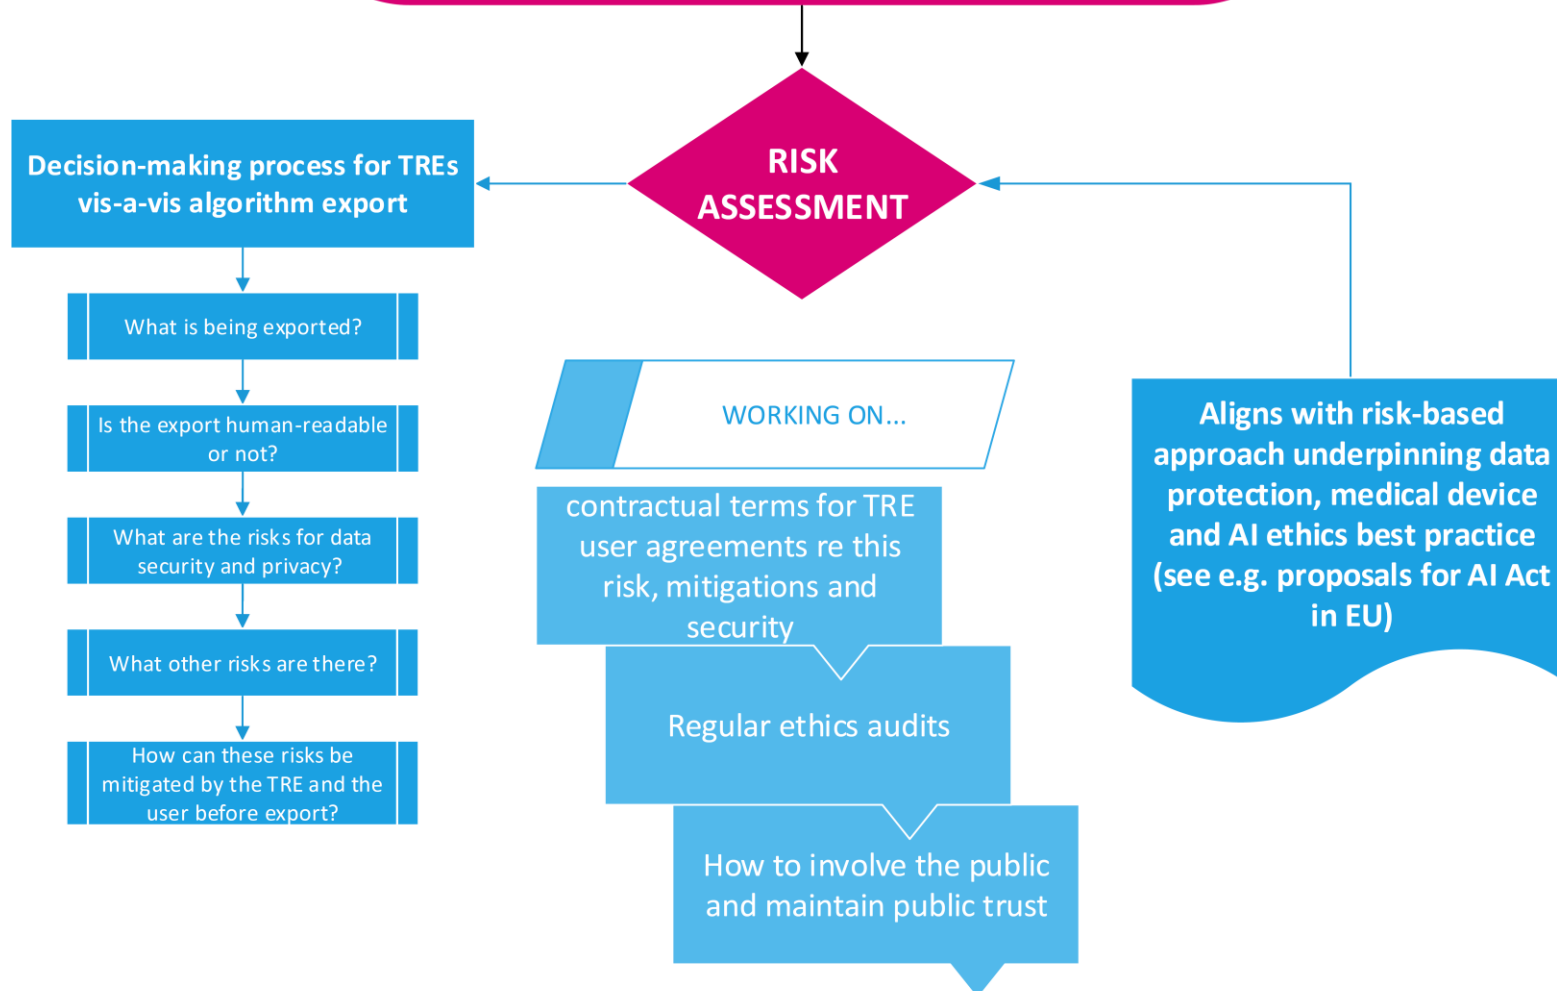 RISK
ASSESSMENT
Decision-making process for TREs
vis-a-vis algorithm export
What is being exported?
Is the export human-readable
or not?
What are the risks for data
security and privacy?
What other risks are there?
How can these risks be
mitigated by the TRE and the
user before export?
WORKING ON...
contractual terms for TRE
user agreements re this
risk, mitigations and
security
Regular ethics audits
How to involve the public
and maintain public trust
Aligns with risk-based
approach underpinning data
protection, medical device
and AI ethics best practice
(see e.g. proposals for AI Act
in EU)